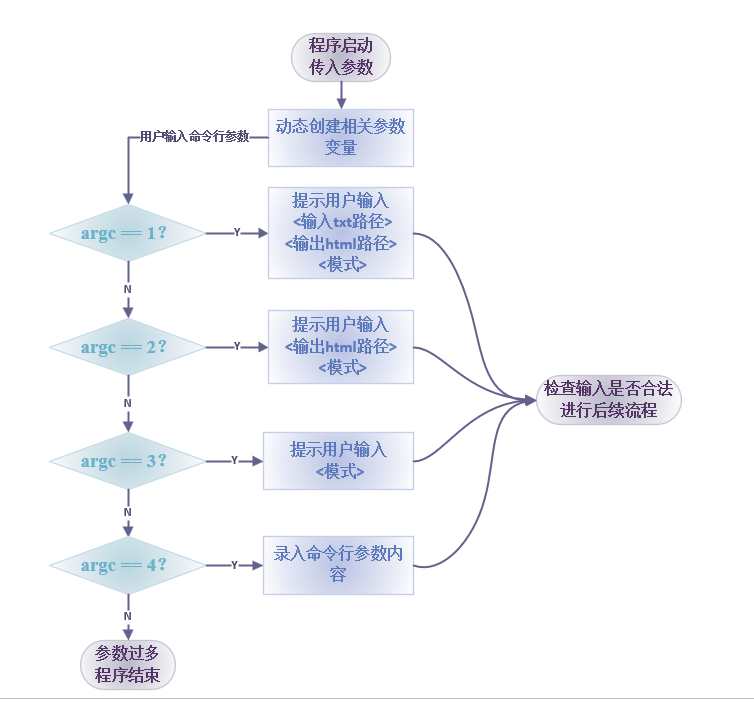 程序启动
传入参数
动态创建相关参数
变量
用户输入命令行参数
argc == 1?
Y
提示用户输入
<输入txt路径>
<输出html路径>
<模式>
N
argc == 2?
Y
提示用户输入
<输出html路径>
<模式>
检查输入是否合法
进行后续流程
N
argc == 3?
Y
提示用户输入
<模式>
N
argc == 4?
Y
录入命令行参数内
容
N
参数过多
程序结束